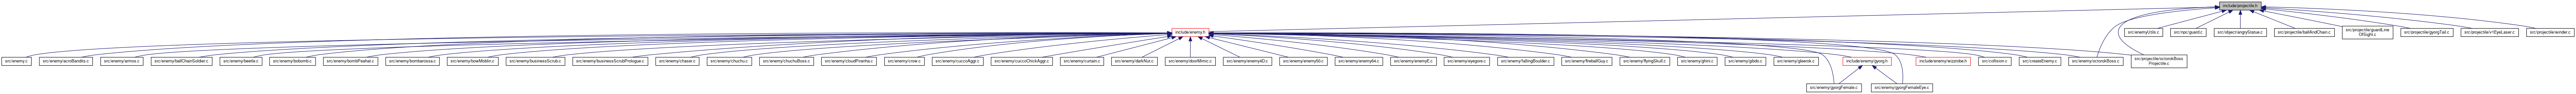 src/include/projectile.h
include/enemy.h
src/enemy/utils.c
src/npc/guard.c
src/object/angryStatue.c
src/projectile/ballAndChain.c
src/projectile/guardLine
OfSight.c
src/projectile/gyorgTail.c
src/projectile/v1EyeLaser.c
src/projectile/winder.c
src/enemy.c
src/enemy/acroBandits.c
src/enemy/armos.c
src/enemy/ballChainSoldier.c
src/enemy/beetle.c
src/enemy/bobomb.c
src/enemy/bombPeahat.c
src/enemy/bombarossa.c
src/enemy/bowMoblin.c
src/enemy/businessScrub.c
src/enemy/businessScrubPrologue.c
src/enemy/chaser.c
src/enemy/chuchu.c
src/enemy/chuchuBoss.c
src/enemy/cloudPiranha.c
src/enemy/crow.c
src/enemy/cuccoAggr.c
src/enemy/cuccoChickAggr.c
src/enemy/curtain.c
src/enemy/darkNut.c
src/enemy/doorMimic.c
src/enemy/enemy4D.c
src/enemy/enemy50.c
src/enemy/enemy64.c
src/enemy/enemyE.c
src/enemy/eyegore.c
src/enemy/fallingBoulder.c
src/enemy/fireballGuy.c
src/enemy/flyingSkull.c
src/enemy/ghini.c
src/enemy/gibdo.c
src/enemy/gleerok.c
include/enemy/gyorg.h
include/enemy/wizzrobe.h
src/collision.c
src/createEnemy.c
src/enemy/octorokBoss.c
src/projectile/octorokBoss
Projectile.c
src/enemy/gyorgFemale.c
src/enemy/gyorgFemaleEye.c